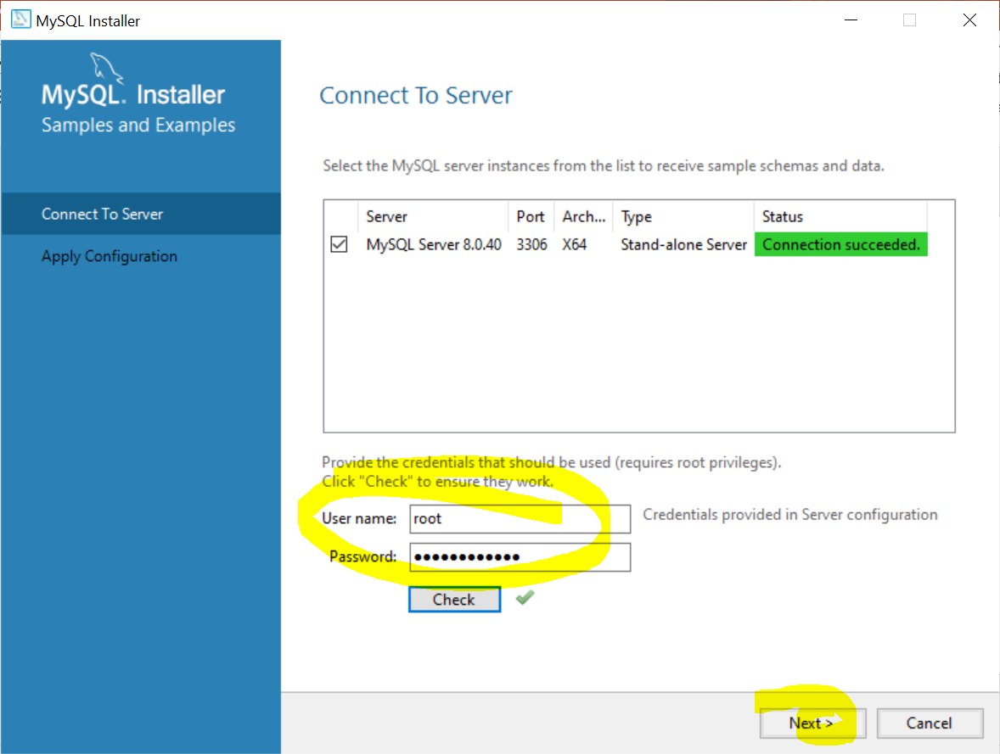 MySQL Installer
MySQL. Installer
Samples and Examples
Connect To Server
Apply Configuration
Connect To Server
Select the MySQL server instances from the list to receive sample schemas and data.
Server Port Arch... Type Status
MySQL Server 8.0.40 3306 X64 Stand-alone Server Connection succeeded.
Provide the credentials that should be used (requires root privileges).
Click "Check" to ensure they work.
User name: root Credentials provided in Server configuration
Password: ●●●●●●●●●●●●
Check
Next > Cancel